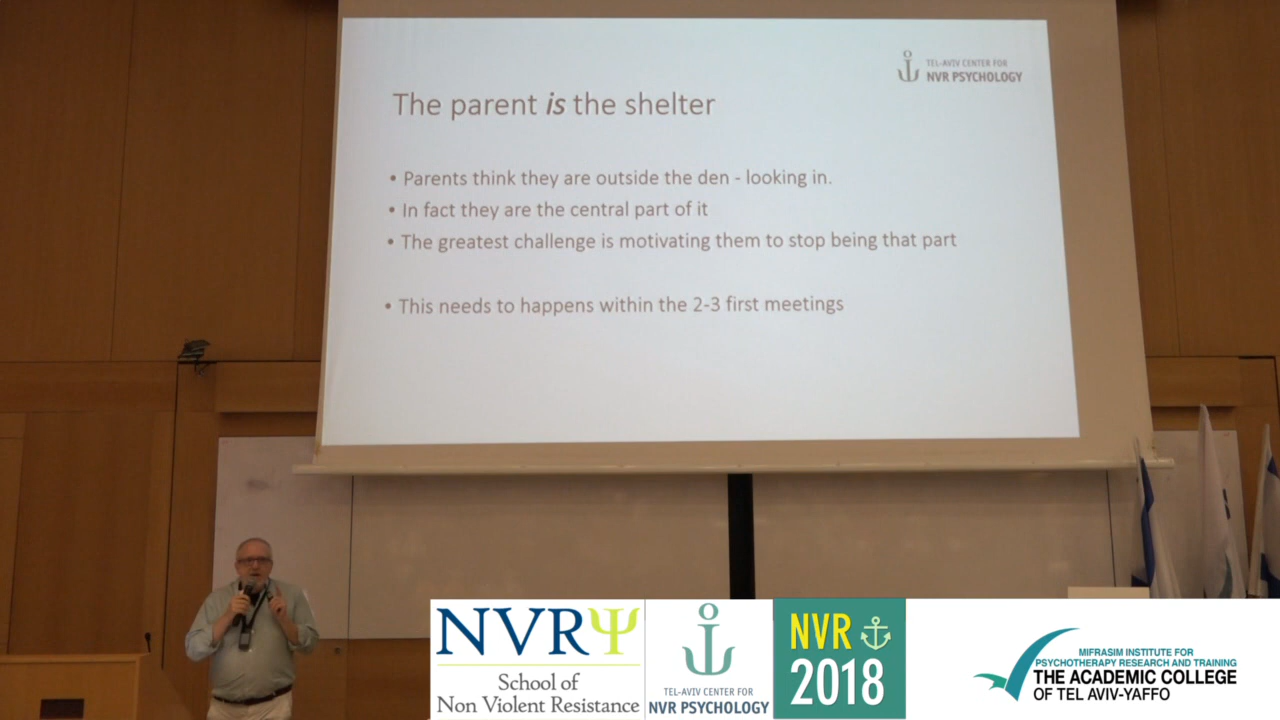 TEL-AVIV CENTER FOR
NVR PSYCHOLOGY
The parent is the shelter
• Parents think they are outside the den - looking in.
• In fact they are the central part of it
• The greatest challenge is motivating them to stop being that part
• This needs to happens within the 2-3 first meetings
NVRΨ
School of
Non Violent Resistance
TEL-AVIV CENTER FOR
NVR PSYCHOLOGY
NVR
2018
MIFRASIM INSTITUTE FOR
PSYCHOTHERAPY RESEARCH AND TRAINING
THE ACADEMIC COLLEGE
OF TEL AVIV-YAFFO